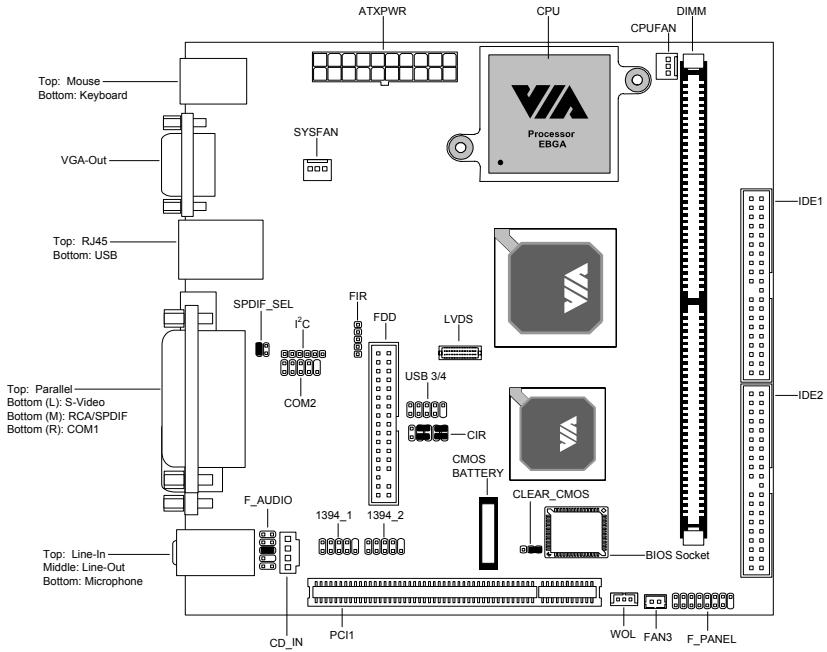 ATXPWR
CPU
DIMM
CPUFAN
Top: Mouse
Bottom: Keyboard
VIA
Processor
EBGA
SYSFAN
VGA-Out
IDE1
Top: RJ45
Bottom: USB
VIA
SPDIF_SEL
FIR
I²C
FDD
LVDS
Top: Parallel
Bottom (L): S-Video
Bottom (M): RCA/SPDIF
Bottom (R): COM1
COM2
USB 3/4
IDE2
VIA
CIR
CMOS
BATTERY
CLEAR_CMOS
F_AUDIO
1394_1
1394_2
Top: Line-In
Middle: Line-Out
Bottom: Microphone
BIOS Socket
CD_IN
PCI1
WOL
FAN3
F_PANEL